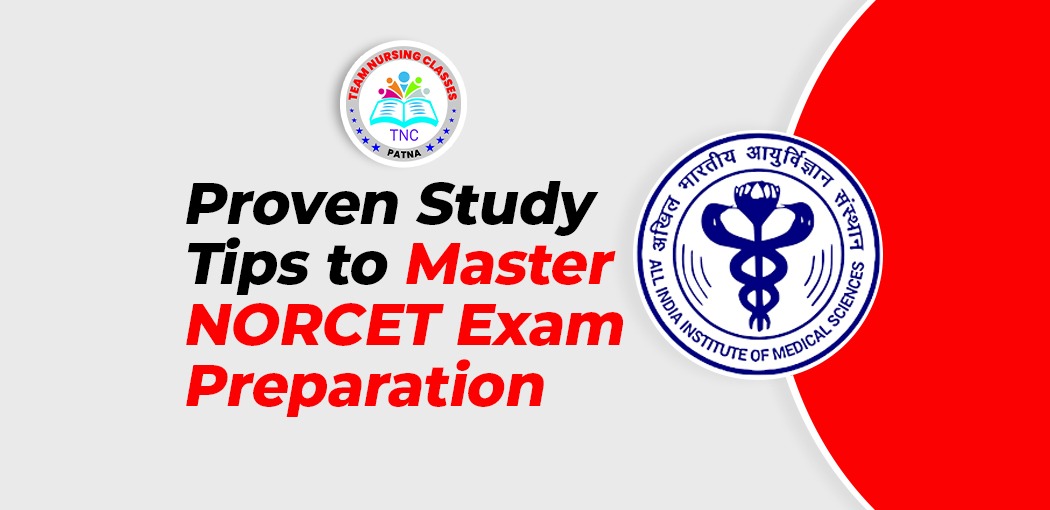 TEAM NURSING CLASSES
TNC
PATNA
Proven Study
Tips to Master
NORCET Exam
Preparation
अखिल भारतीय आयुर्विज्ञान संस्थान
ALL INDIA INSTITUTE OF MEDICAL SCIENCES